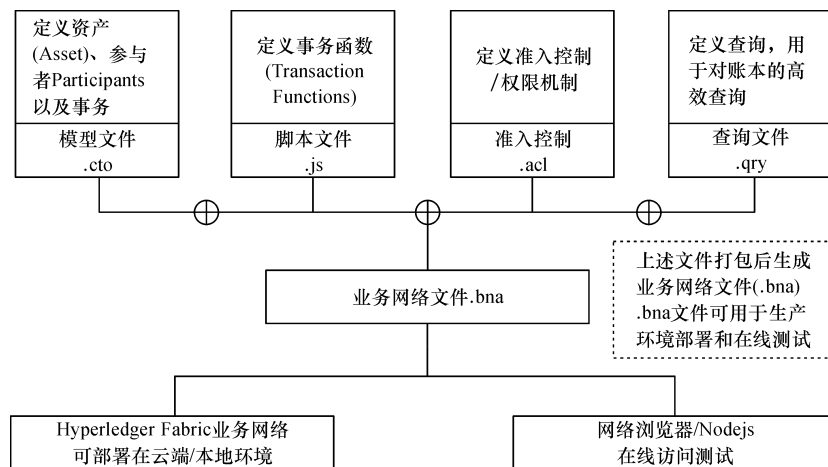 定义资产
(Asset)、参与
者Participants
以及事务
模型文件
.cto
定义事务函数
(Transaction
Functions)
脚本文件
.js
定义准入控制
/权限机制
准入控制
.acl
定义查询，用
于对账本的高
效查询
查询文件
.qry
业务网络文件.bna
上述文件打包后生成
业务网络文件(.bna)
.bna文件可用于生产
环境部署和在线测试
Hyperledger Fabric业务网络
可部署在云端/本地环境
网络浏览器/Nodejs
在线访问测试